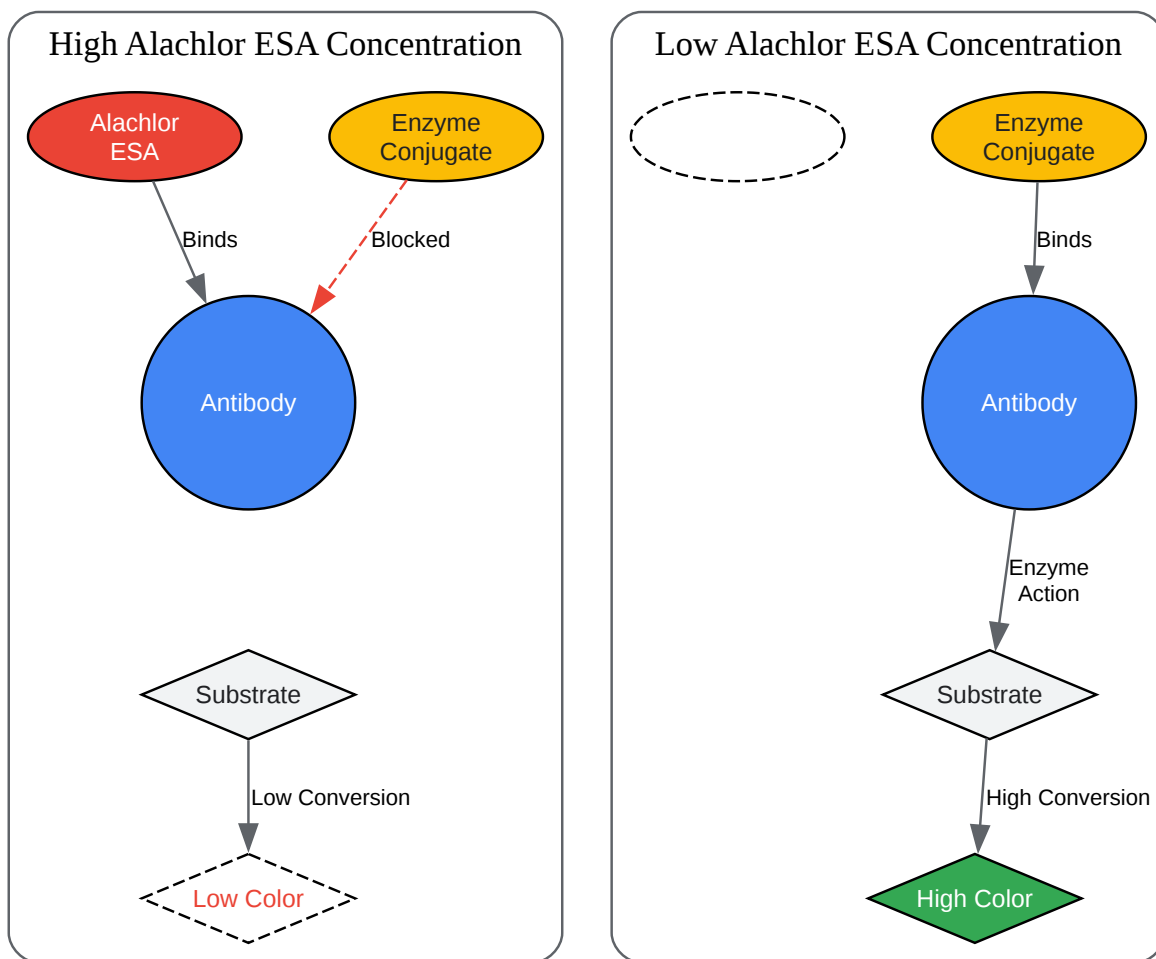 High Alachlor ESA Concentration
Alachlor
ESA
Enzyme
Conjugate
Binds
Blocked
Antibody
Substrate
Low Conversion
Low Color
Low Alachlor ESA Concentration
Enzyme
Conjugate
Binds
Antibody
Enzyme
Action
Substrate
High Conversion
High Color